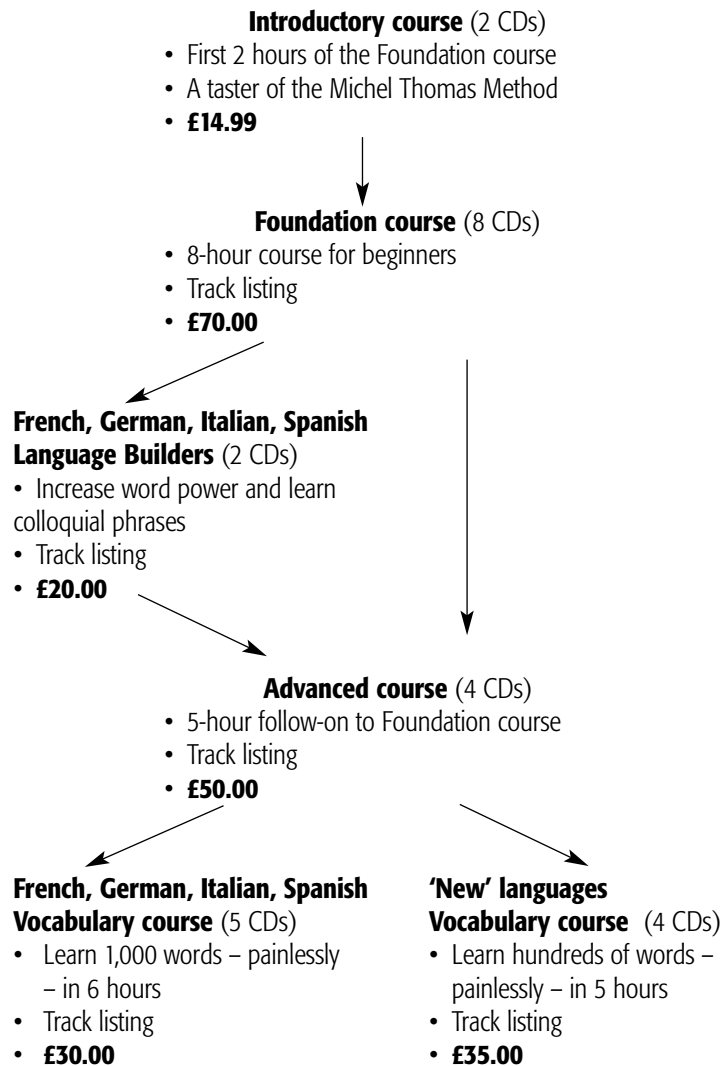 Introductory course (2 CDs)
• First 2 hours of the Foundation course
• A taster of the Michel Thomas Method
• £14.99
Foundation course (8 CDs)
• 8-hour course for beginners
• Track listing
• £70.00
French, German, Italian, Spanish
Language Builders (2 CDs)
• Increase word power and learn
colloquial phrases
• Track listing
• £20.00
Advanced course (4 CDs)
• 5-hour follow-on to Foundation course
• Track listing
• £50.00
French, German, Italian, Spanish
Vocabulary course (5 CDs)
• Learn 1,000 words – painlessly
– in 6 hours
• Track listing
• £30.00
‘New’ languages
Vocabulary course (4 CDs)
• Learn hundreds of words –
painlessly – in 5 hours
• Track listing
• £35.00